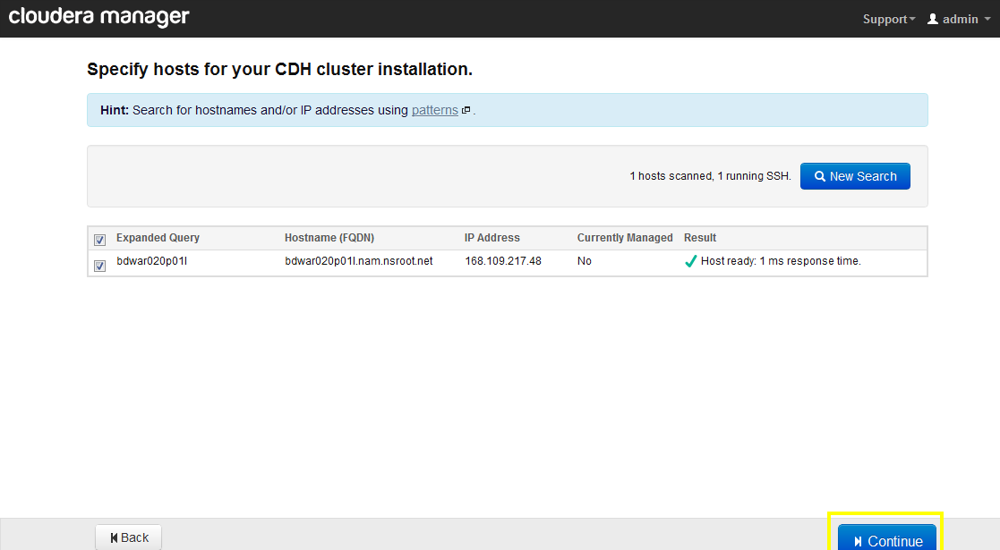 cloudera manager
Support admin
Specify hosts for your CDH cluster installation.
Hint: Search for hostnames and/or IP addresses using patterns .
1 hosts scanned, 1 running SSH. New Search
Expanded Query Hostname (FQDN) IP Address Currently Managed Result
bdwar020p01l bdwar020p01l.nam.nsroot.net 168.109.217.48 No Host ready: 1 ms response time.
Back Continue